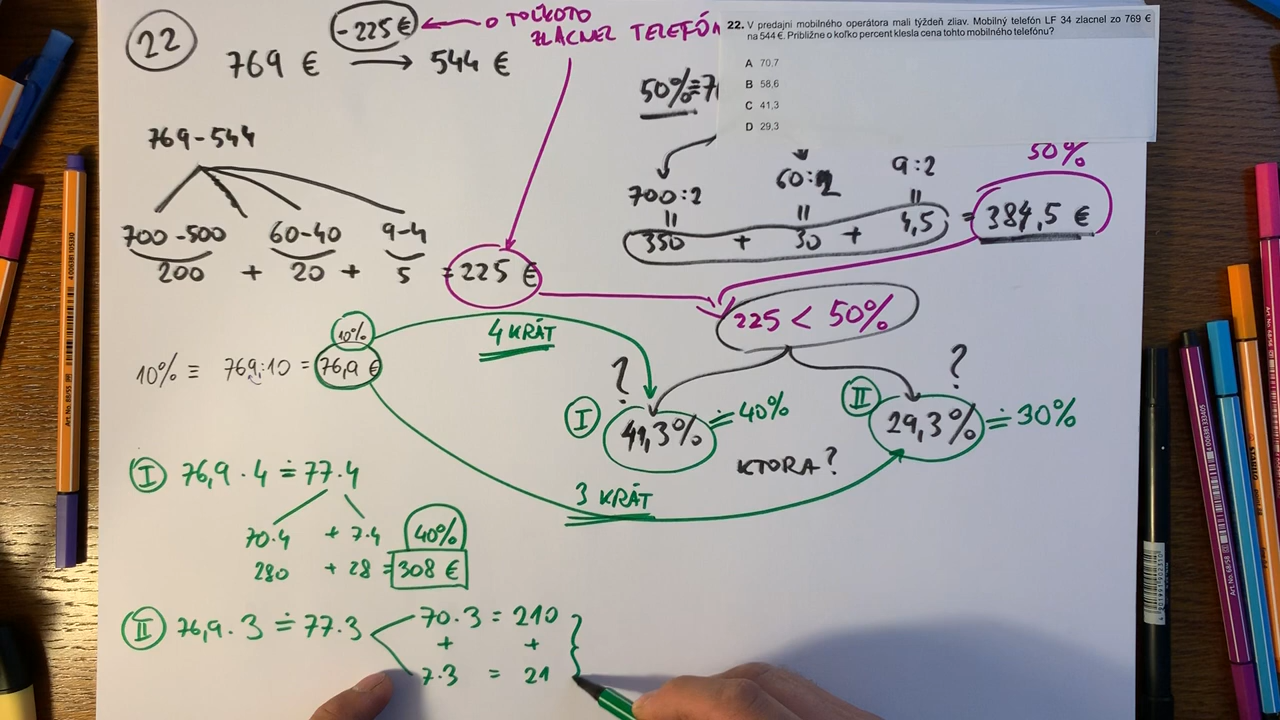 22
-225 €
O TOĽKOTO
ZLACNEL TELEFÓN
769 € → 544 €
22. V predajni mobilného operátora mali týždeň zliav. Mobilný telefón LF 34 zlacnel zo 769 €
na 544 €. Približne o koľko percent klesla cena tohto mobilného telefónu?
A 70,7
B 58,6
C 41,3
D 29,3
50% ≡
769-544
700-500 60-40 9-4
200 + 20 + 5 = 225 €
700:2 60:2 9:2
350 + 30 + 4,5 = 384,5 €
50%
225 < 50%
10%
10% ≡ 769:10 = 76,9 €
4 KRÁT
?
I 41,3% ≐ 40%
?
II 29,3% ≐ 30%
KTORA?
3 KRÁT
I 76,9 . 4 ≐ 77.4
70.4 + 7.4 40%
280 + 28 = 308 €
II 76,9 . 3 ≐ 77.3
70.3 = 210
+ +
7.3 = 21